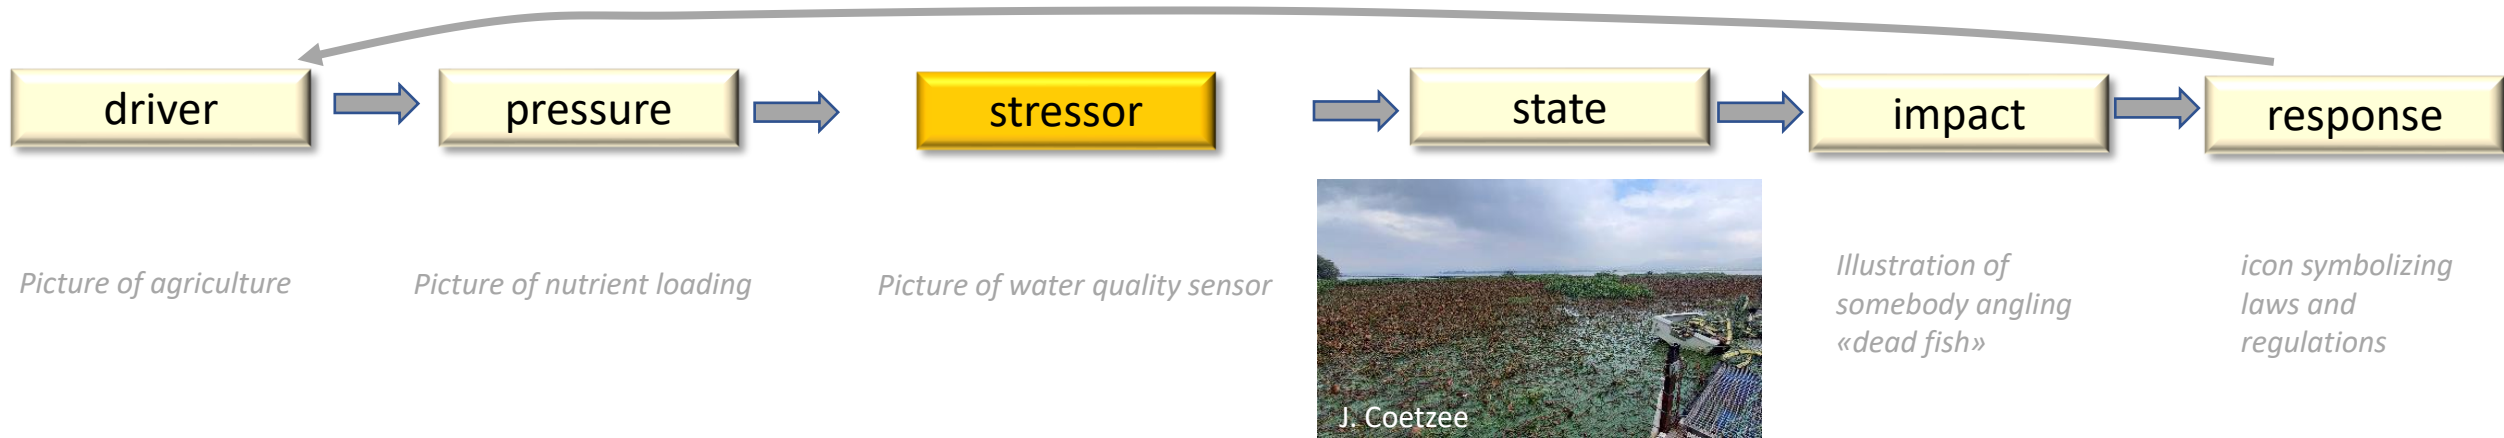 driver
pressure
stressor
state
impact
response
Picture of agriculture
Picture of nutrient loading
Picture of water quality sensor
J. Coetzee
Illustration of
somebody angling
«dead fish»
icon symbolizing
laws and
regulations